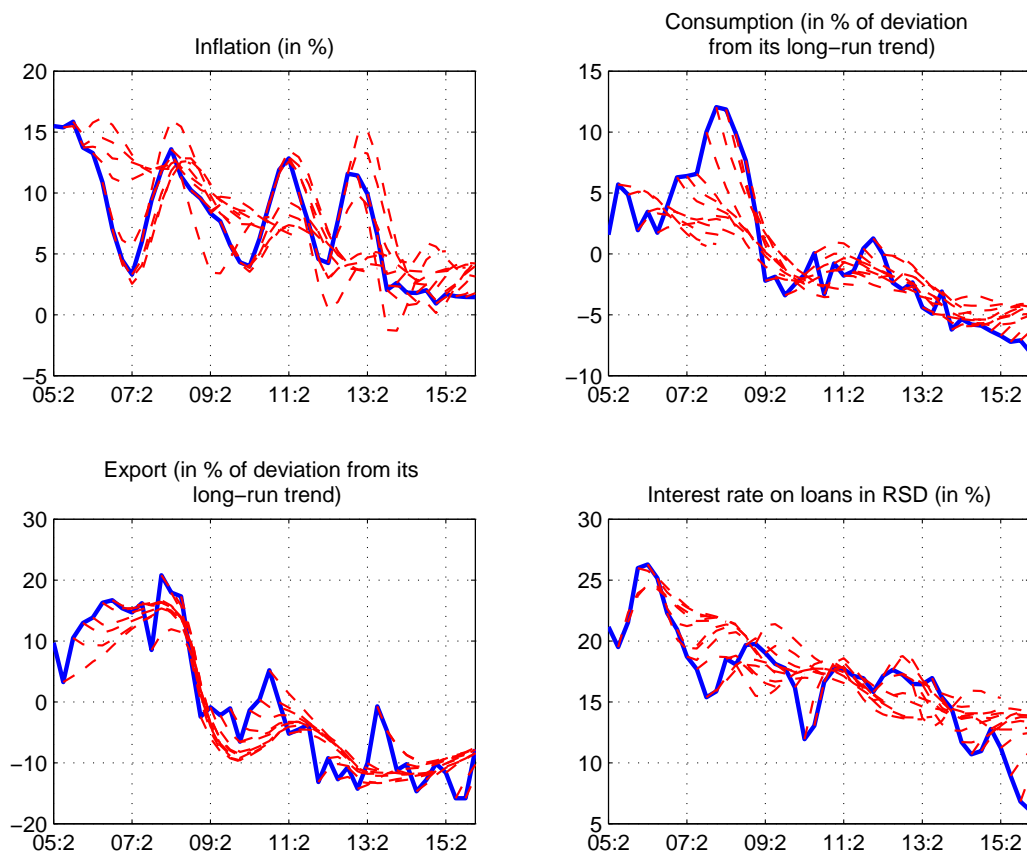 Inflation (in %)
20
15
10
5
0
−5
05:2 07:2 09:2 11:2 13:2 15:2
Consumption (in % of deviation
from its long−run trend)
15
10
5
0
−5
−10
05:2 07:2 09:2 11:2 13:2 15:2
Export (in % of deviation from its
long−run trend)
30
20
10
0
−10
−20
05:2 07:2 09:2 11:2 13:2 15:2
Interest rate on loans in RSD (in %)
30
25
20
15
10
5
05:2 07:2 09:2 11:2 13:2 15:2